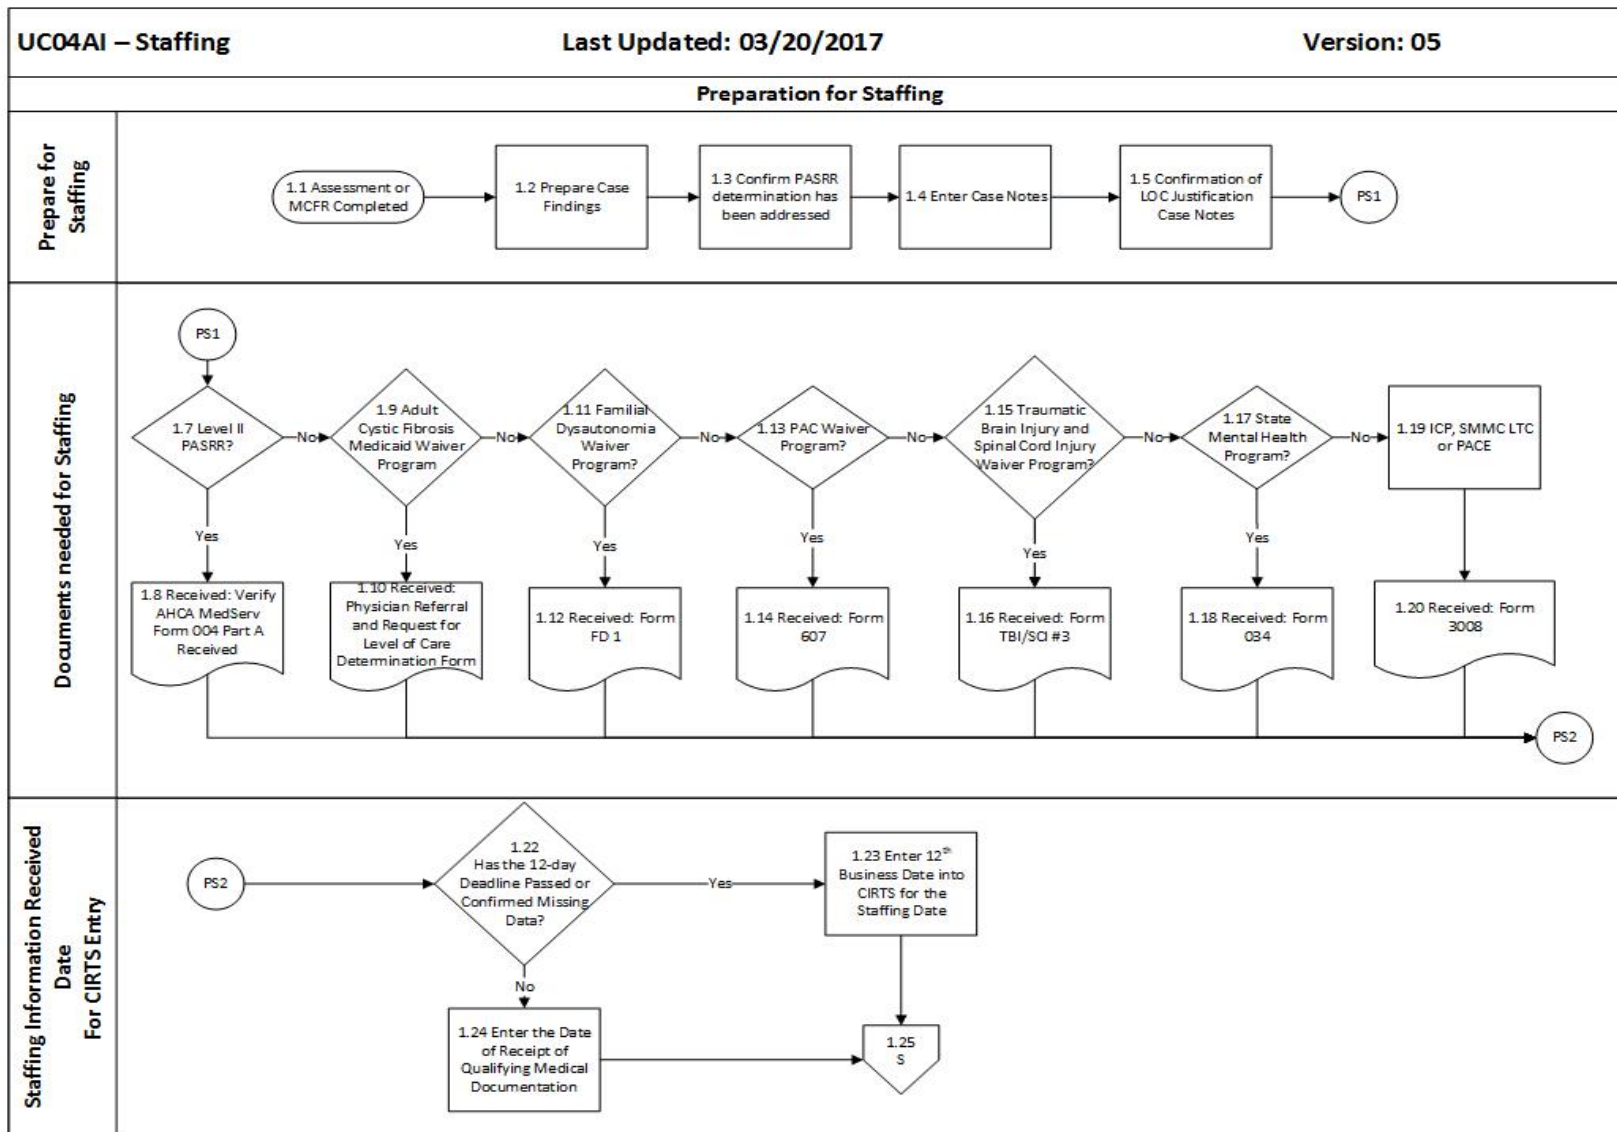 UC04AI – Staffing
Last Updated: 03/20/2017
Version: 05
Preparation for Staffing
Prepare for
Staffing
1.1 Assessment or
MCFR Completed
1.2 Prepare Case
Findings
1.3 Confirm PASRR
determination has
been addressed
1.4 Enter Case Notes
1.5 Confirmation of
LOC Justification
Case Notes
PS1
Documents needed for Staffing
PS1
1.7 Level II
PASRR?
No
1.9 Adult
Cystic Fibrosis
Medicaid Waiver
Program
No
1.11 Familial
Dysautonomia
Waiver
Program?
No
1.13 PAC Waiver
Program?
No
1.15 Traumatic
Brain Injury and
Spinal Cord Injury
Waiver Program?
No
1.17 State
Mental Health
Program?
No
1.19 ICP, SMMC LTC
or PACE
Yes
Yes
Yes
Yes
Yes
Yes
1.8 Received: Verify
AHCA MedServ
Form 004 Part A
Received
1.10 Received:
Physician Referral
and Request for
Level of Care
Determination Form
1.12 Received: Form
FD 1
1.14 Received: Form
607
1.16 Received: Form
TBI/SCI #3
1.18 Received: Form
034
1.20 Received: Form
3008
PS2
Staffing Information Received
Date
For CIRTS Entry
PS2
1.22
Has the 12-day
Deadline Passed or
Confirmed Missing
Data?
Yes
1.23 Enter 12th
Business Date into
CIRTS for the
Staffing Date
No
1.24 Enter the Date
of Receipt of
Qualifying Medical
Documentation
1.25
S